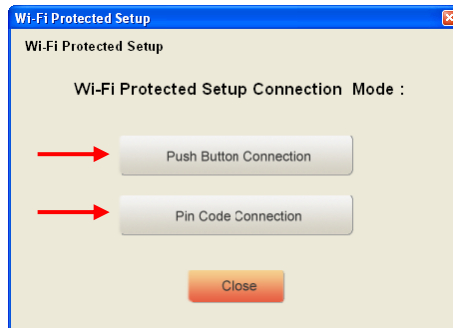 Wi-Fi Protected Setup
Wi-Fi Protected Setup
Wi-Fi Protected Setup Connection Mode :
Push Button Connection
Pin Code Connection
Close